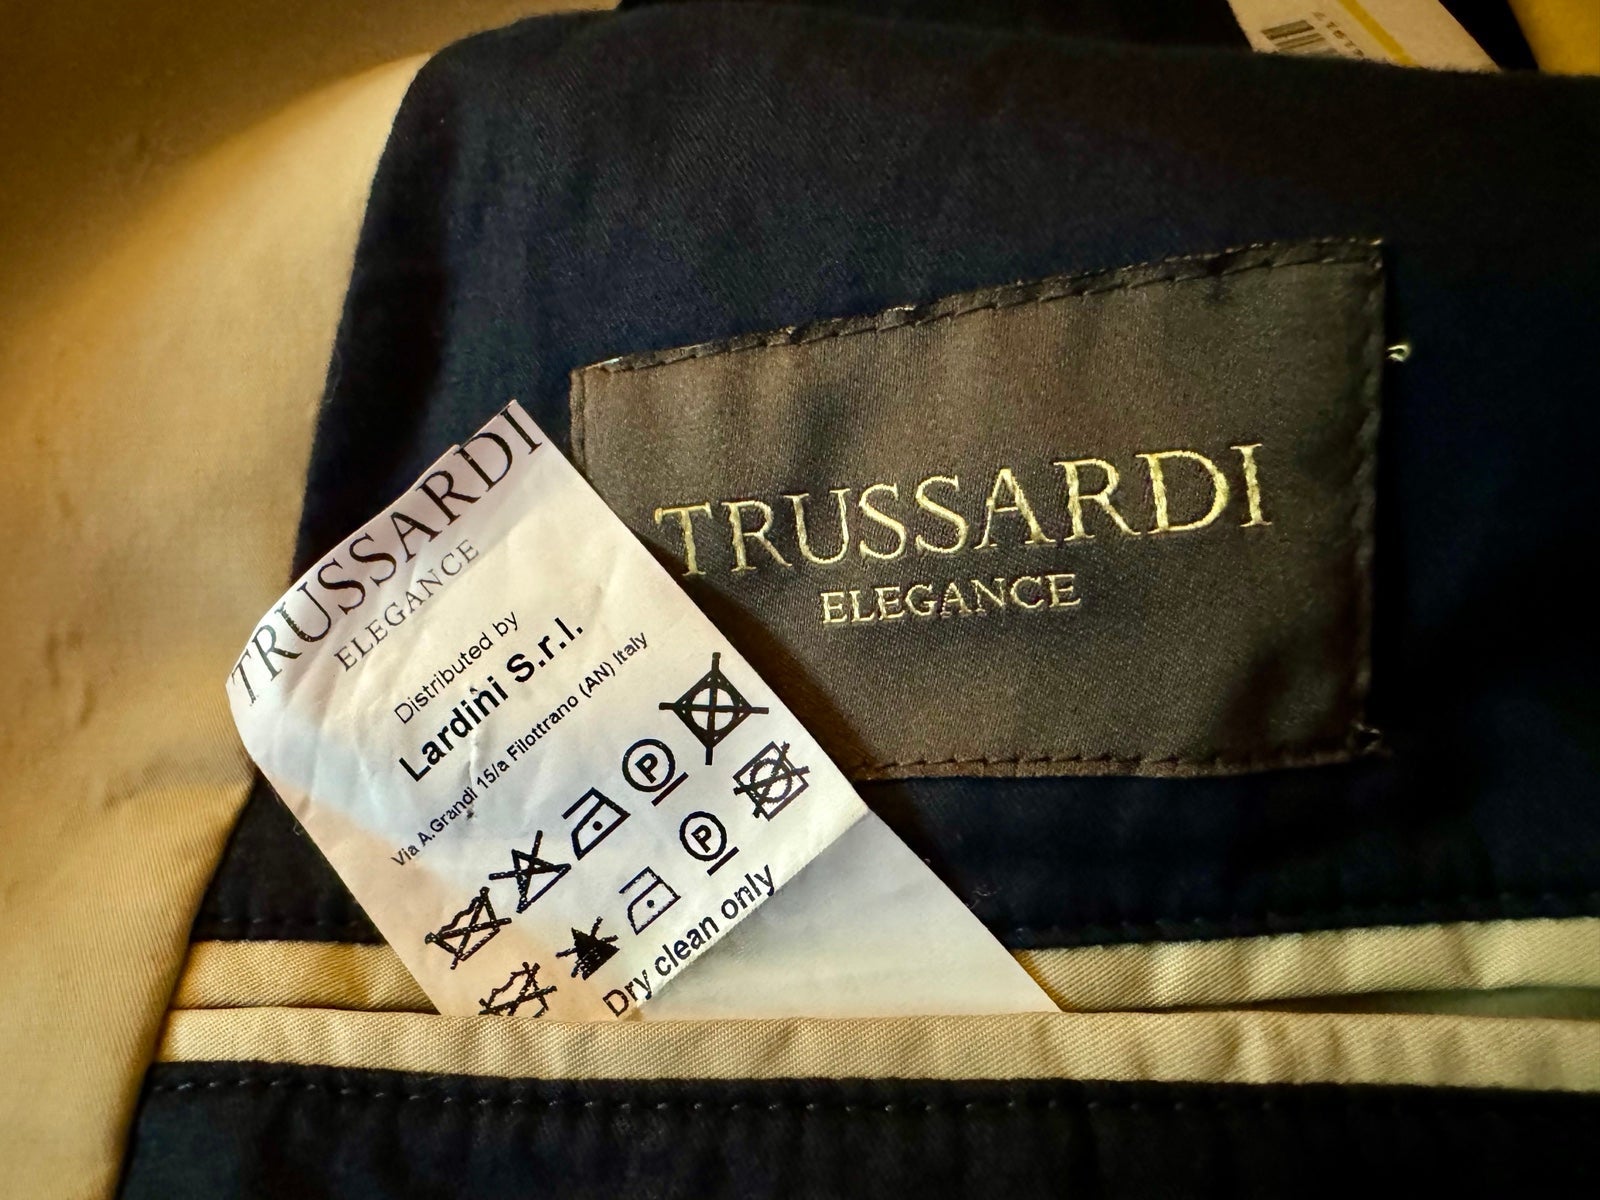 TRUSSARDI
ELEGANCE
TRUSSARDI
ELEGANCE
Distributed by
Lardini S.r.l.
Via A.Grandi 15/a Filottrano (AN) Italy
P
P
Dry clean only